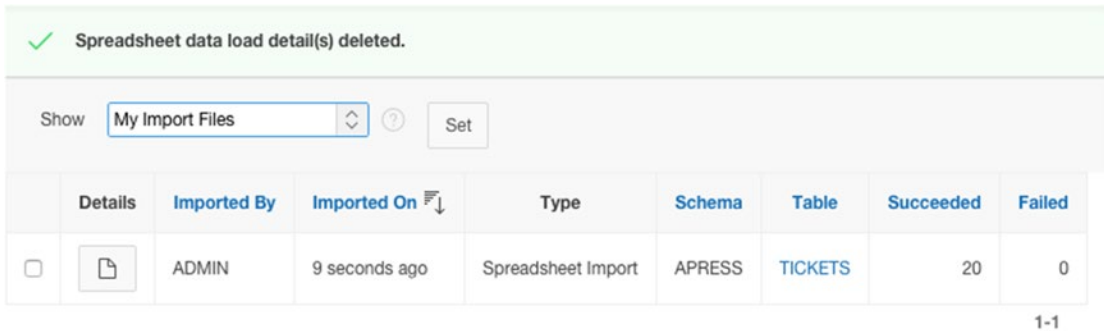 Spreadsheet data load detail(s) deleted.
Show My Import Files ? Set
Details Imported By Imported On Type Schema Table Succeeded Failed
ADMIN 9 seconds ago Spreadsheet Import APRESS TICKETS 20 0
1-1